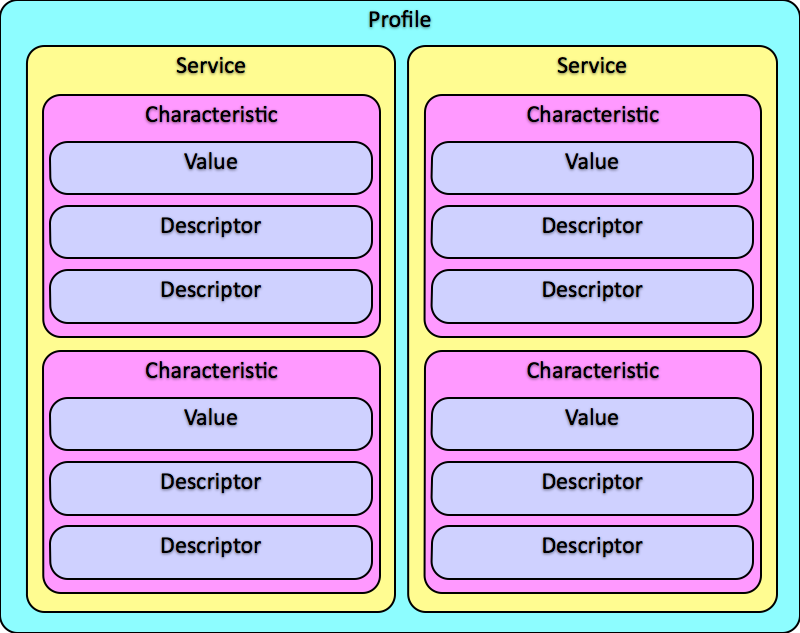 Profile
Service
Characteristic
Value
Descriptor
Descriptor
Characteristic
Value
Descriptor
Descriptor
Service
Characteristic
Value
Descriptor
Descriptor
Characteristic
Value
Descriptor
Descriptor